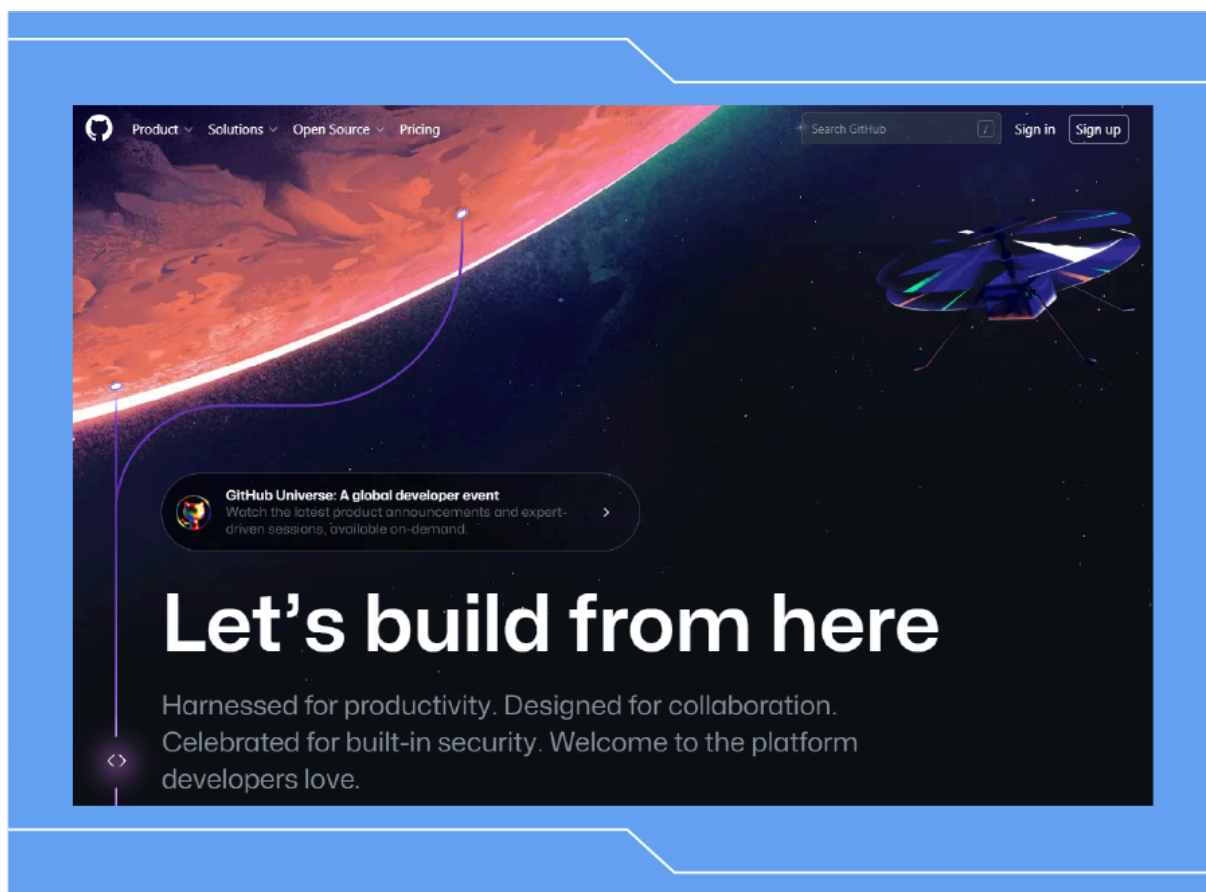 Product Solutions Open Source Pricing Search GitHub / Sign in Sign up
GitHub Universe: A global developer event
Watch the latest product announcements and expert-
driven sessions, available on-demand.
Let’s build from here
Harnessed for productivity. Designed for collaboration.
Celebrated for built-in security. Welcome to the platform
developers love.